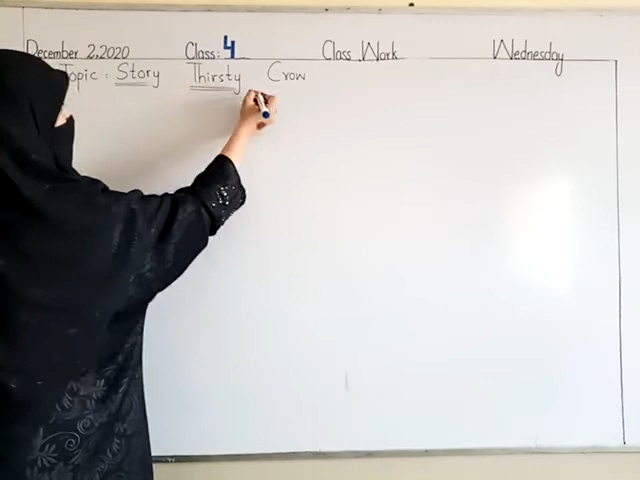 December 2,2020 Class: 4 Class Work Wednesday
Topic : Story Thirsty Crow